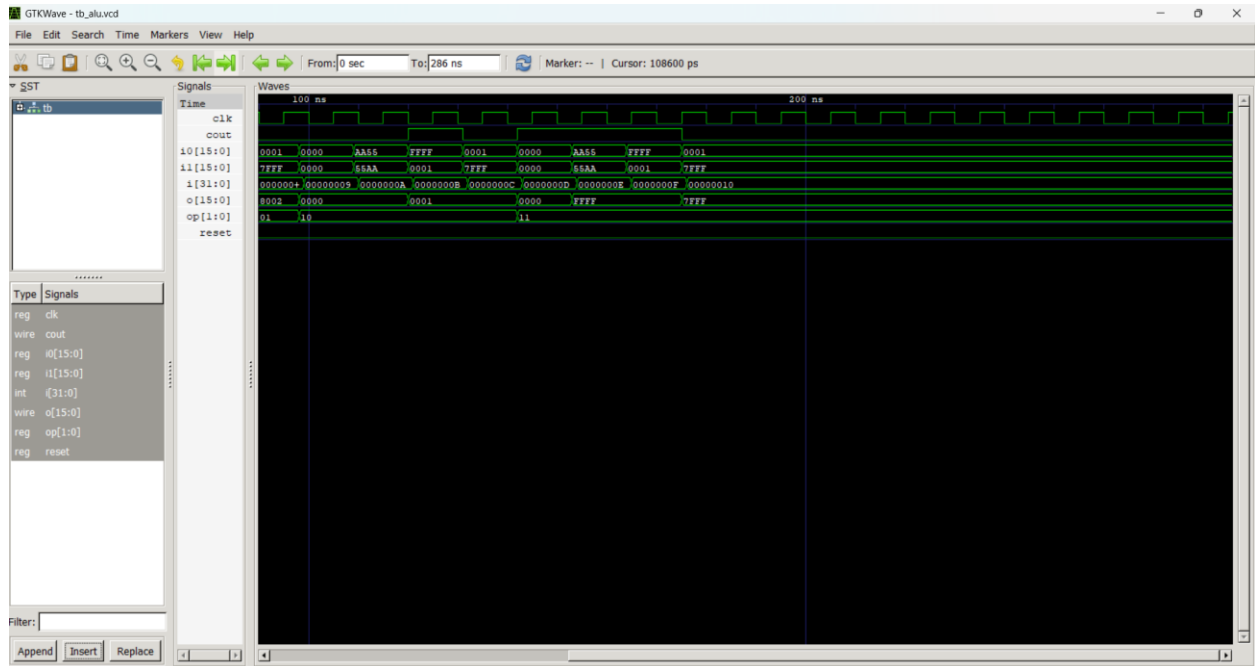 GTKWave - tb_alu.vcd
File Edit Search Time Markers View Help
From: 0 sec To: 286 ns Marker: -- | Cursor: 108600 ps
SST
tb
Type Signals
reg clk
wire cout
reg i0[15:0]
reg i1[15:0]
int i[31:0]
wire o[15:0]
reg op[1:0]
reg reset
Filter:
Append Insert Replace
Signals
Time
clk
cout
i0[15:0]
i1[15:0]
i[31:0]
o[15:0]
op[1:0]
reset
Waves
100 ns 200 ns
0001 0000 AA55 FFFF 0001 0000 AA55 FFFF 0001
7FFF 0000 55AA 0001 7FFF 0000 55AA 0001 7FFF
000000+ 00000009 0000000A 0000000B 0000000C 0000000D 0000000E 0000000F 00000010
8002 0000 0001 0000 FFFF 7FFF
01 10 11